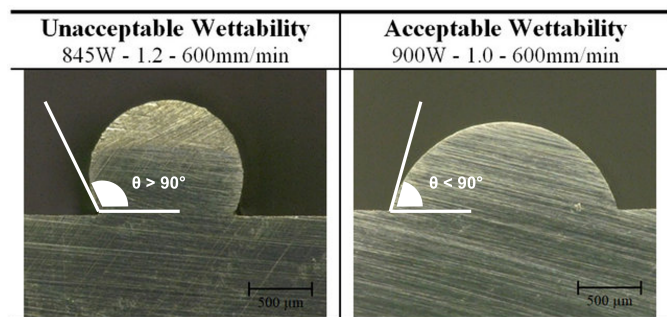 Unacceptable Wettability
845W - 1.2 - 600mm/min
Acceptable Wettability
900W - 1.0 - 600mm/min
θ > 90°
θ < 90°
500 μm
500 μm